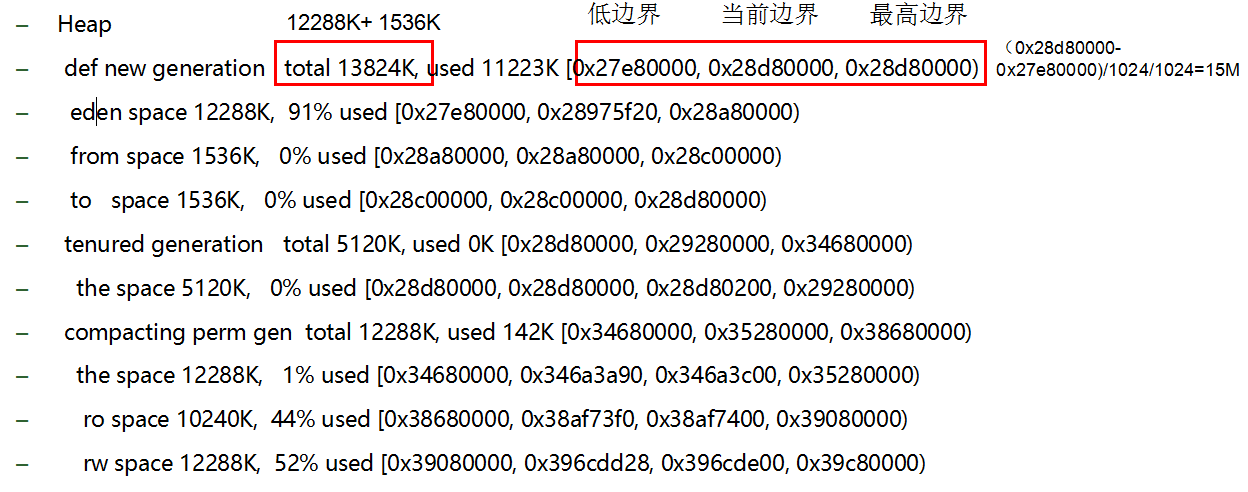 – Heap
12288K+ 1536K
低边界 当前边界 最高边界
– def new generation total 13824K, used 11223K [0x27e80000, 0x28d80000, 0x28d80000)
（0x28d80000-
0x27e80000)/1024/1024=15M
– eden space 12288K, 91% used [0x27e80000, 0x28975f20, 0x28a80000)
– from space 1536K, 0% used [0x28a80000, 0x28a80000, 0x28c00000)
– to space 1536K, 0% used [0x28c00000, 0x28c00000, 0x28d80000)
– tenured generation total 5120K, used 0K [0x28d80000, 0x29280000, 0x34680000)
– the space 5120K, 0% used [0x28d80000, 0x28d80000, 0x28d80200, 0x29280000)
– compacting perm gen total 12288K, used 142K [0x34680000, 0x35280000, 0x38680000)
– the space 12288K, 1% used [0x34680000, 0x346a3a90, 0x346a3c00, 0x35280000)
– ro space 10240K, 44% used [0x38680000, 0x38af73f0, 0x38af7400, 0x39080000)
– rw space 12288K, 52% used [0x39080000, 0x396cdd28, 0x396cde00, 0x39c80000)